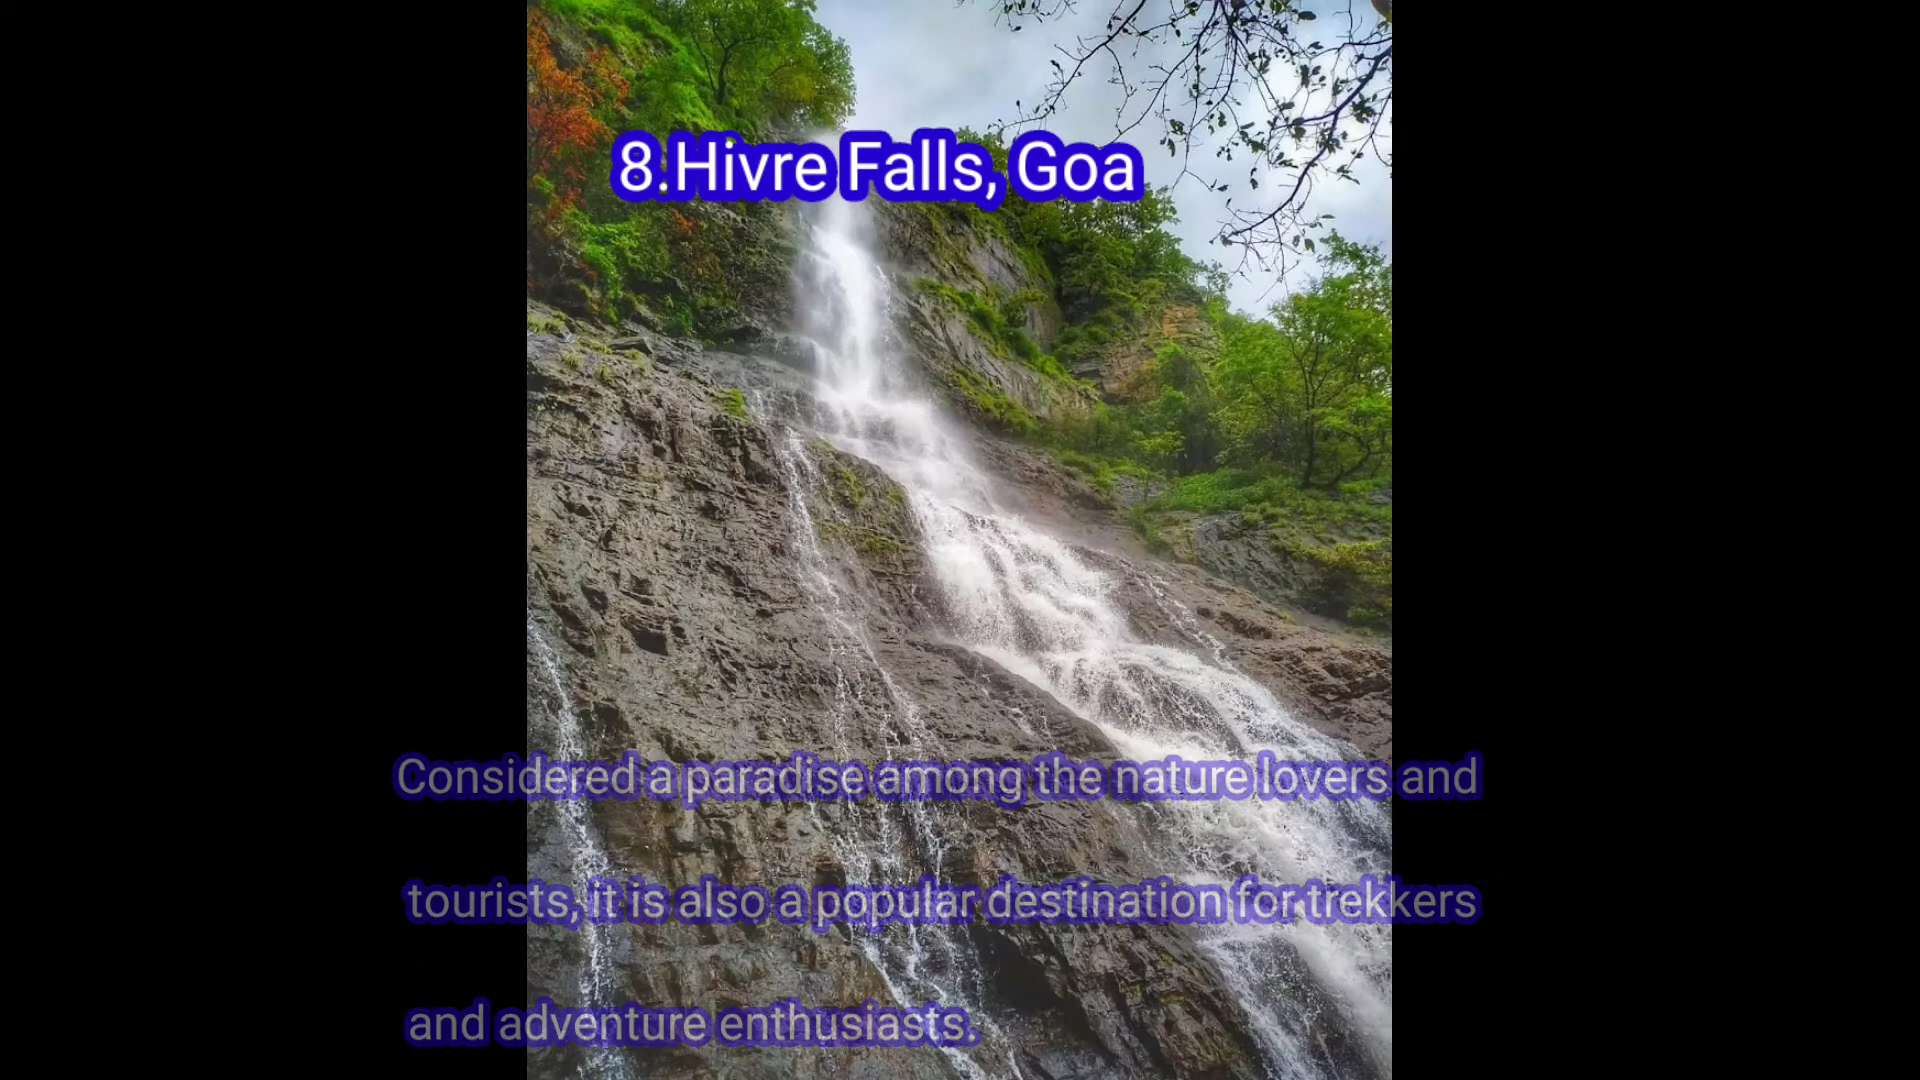 8.Hivre Falls, Goa
Considered a paradise among the nature lovers and
tourists, it is also a popular destination for trekkers
and adventure enthusiasts.